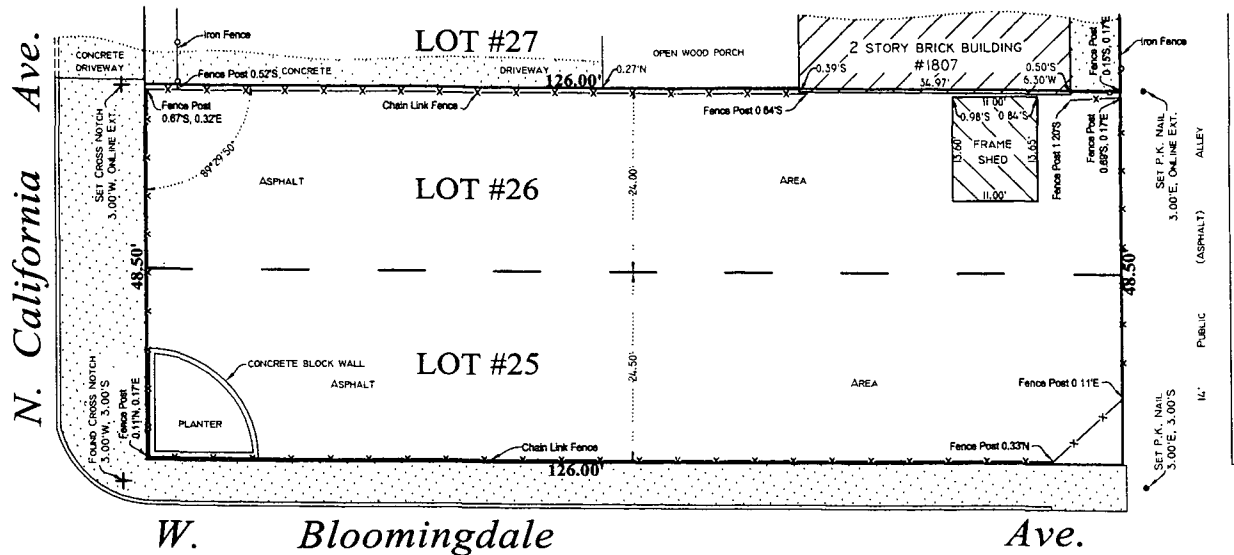 N. California Ave.
CONCRETE
DRIVEWAY
Iron Fence
LOT #27
Fence Post 0.52'S
CONCRETE
DRIVEWAY
126.00'
0.27'N
OPEN WOOD PORCH
2 STORY BRICK BUILDING
#1807
0.39'S
34.97'
0.50'S
5.30'W
Fence Post
0.15'S, 0.17'E
Iron Fence
SET CROSS NOTCH
3.00'W, ONLINE EXT.
Fence Post
0.67'S, 0.32'E
Chain Link Fence
Fence Post 0.64'S
11.00'
0.98'S 0.84'S
13.60'
FRAME
SHED
13.65'
11.00'
Fence Post 1.20'S
Fence Post
0.69'S, 0.17'E
SET P.K. NAIL
3.00'E, ONLINE EXT.
89°29'50"
ASPHALT
LOT #26
24.00'
AREA
48.50'
48.50'
14' PUBLIC (ASPHALT) ALLEY
CONCRETE BLOCK WALL
ASPHALT
LOT #25
24.50'
AREA
PLANTER
FOUND CROSS NOTCH
3.00'W, 3.00'S
Fence Post
0.11'N, 0.17'E
Chain Link Fence
126.00'
Fence Post 0.33'N
Fence Post 0.11'E
SET P.K. NAIL
3.00'E, 3.00'S
W. Bloomingdale Ave.